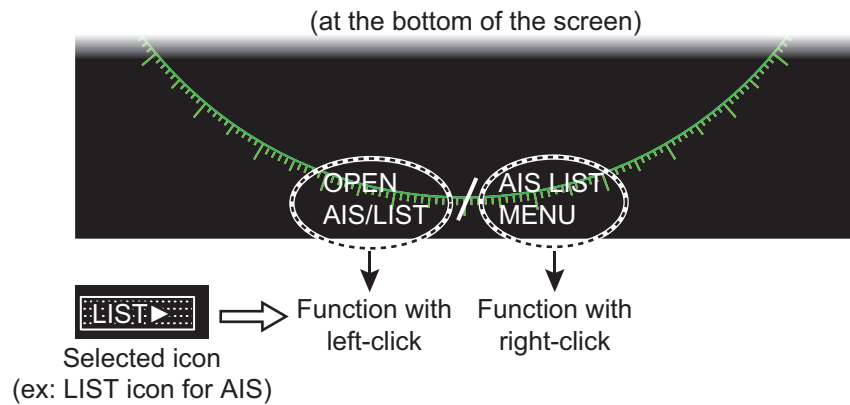 (at the bottom of the screen)
OPEN / AIS LIST
AIS/LIST MENU
LIST▶
Function with
left-click
Function with
right-click
Selected icon
(ex: LIST icon for AIS)